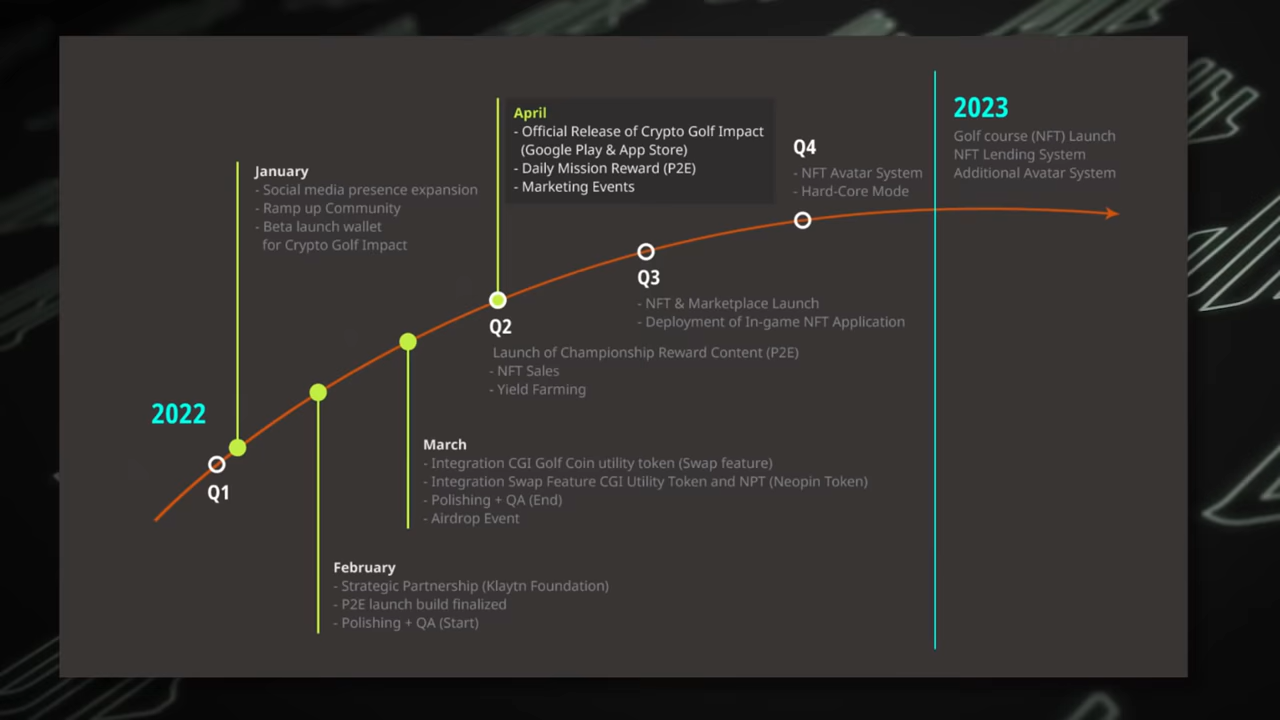 2022
Q1
January
- Social media presence expansion
- Ramp up Community
- Beta launch wallet
for Crypto Golf Impact
February
- Strategic Partnership (Klaytn Foundation)
- P2E launch build finalized
- Polishing + QA (Start)
March
- Integration CGI Golf Coin utility token (Swap feature)
- Integration Swap Feature CGI Utility Token and NPT (Neopin Token)
- Polishing + QA (End)
- Airdrop Event
April
- Official Release of Crypto Golf Impact
(Google Play & App Store)
- Daily Mission Reward (P2E)
- Marketing Events
Q2
Launch of Championship Reward Content (P2E)
- NFT Sales
- Yield Farming
Q3
- NFT & Marketplace Launch
- Deployment of In-game NFT Application
Q4
- NFT Avatar System
- Hard-Core Mode
2023
Golf course (NFT) Launch
NFT Lending System
Additional Avatar System